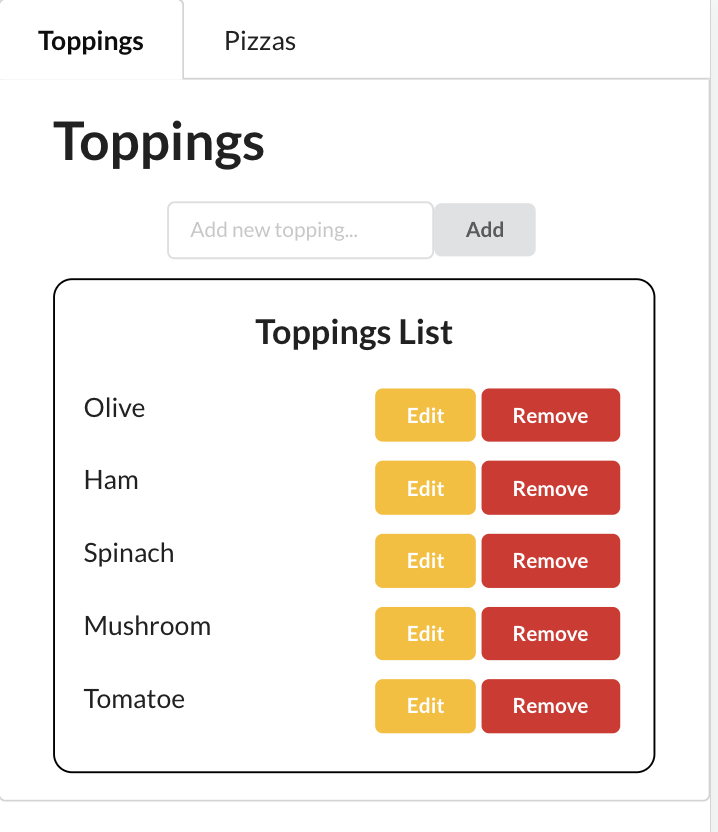 Toppings Pizzas
Toppings
Add new topping... Add
Toppings List
Olive Edit Remove
Ham Edit Remove
Spinach Edit Remove
Mushroom Edit Remove
Tomatoe Edit Remove